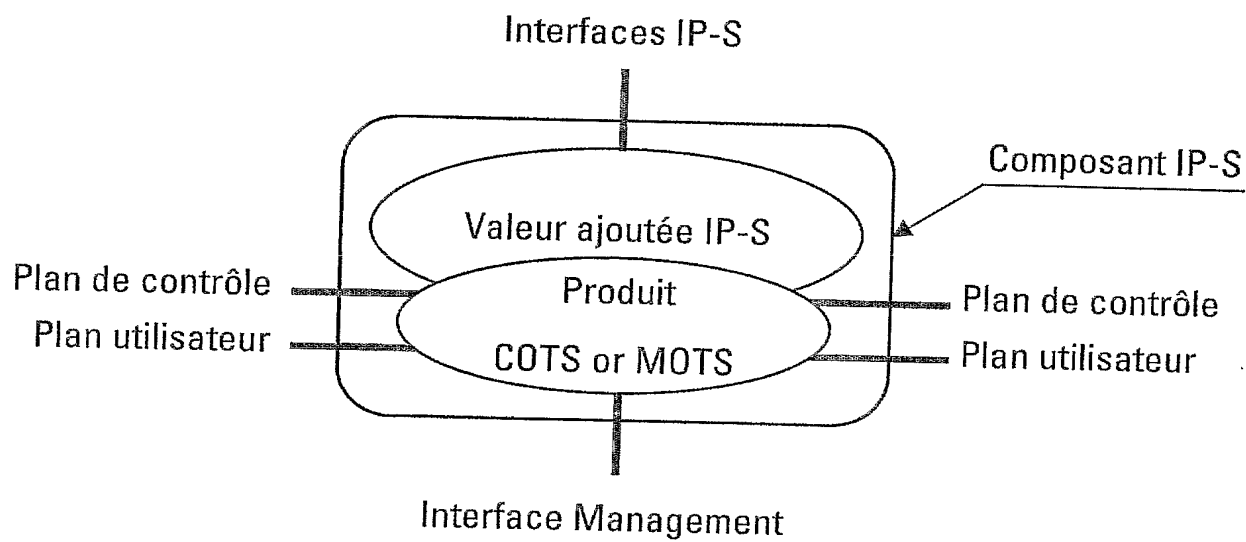 Interfaces IP-S
Composant IP-S
Valeur ajoutée IP-S
Plan de contrôle
Produit
Plan de contrôle
Plan utilisateur
COTS or MOTS
Plan utilisateur
Interface Management